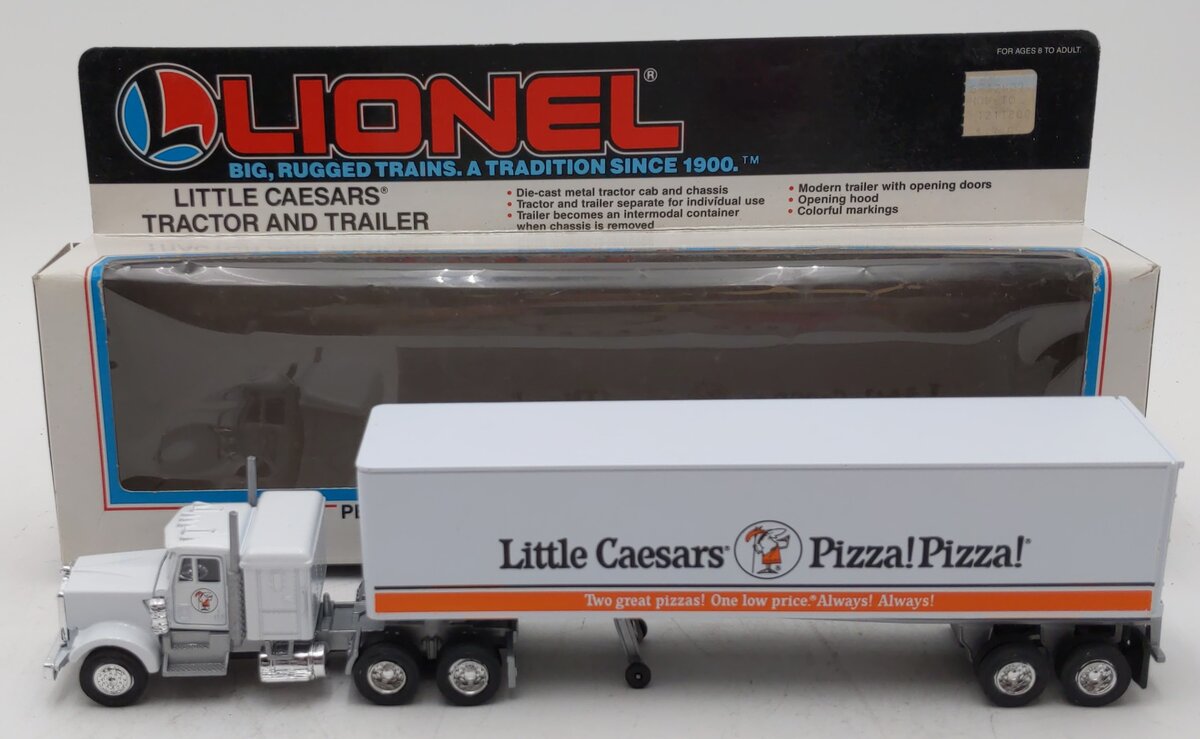 FOR AGES 8 TO ADULT
LIONEL®
BIG, RUGGED TRAINS. A TRADITION SINCE 1900.™
LITTLE CAESARS®
TRACTOR AND TRAILER
• Die-cast metal tractor cab and chassis
• Tractor and trailer separate for individual use
• Trailer becomes an intermodal container
when chassis is removed
• Modern trailer with opening doors
• Opening hood
• Colorful markings
Little Caesars® Pizza!Pizza!®
Two great pizzas! One low price.® Always! Always!